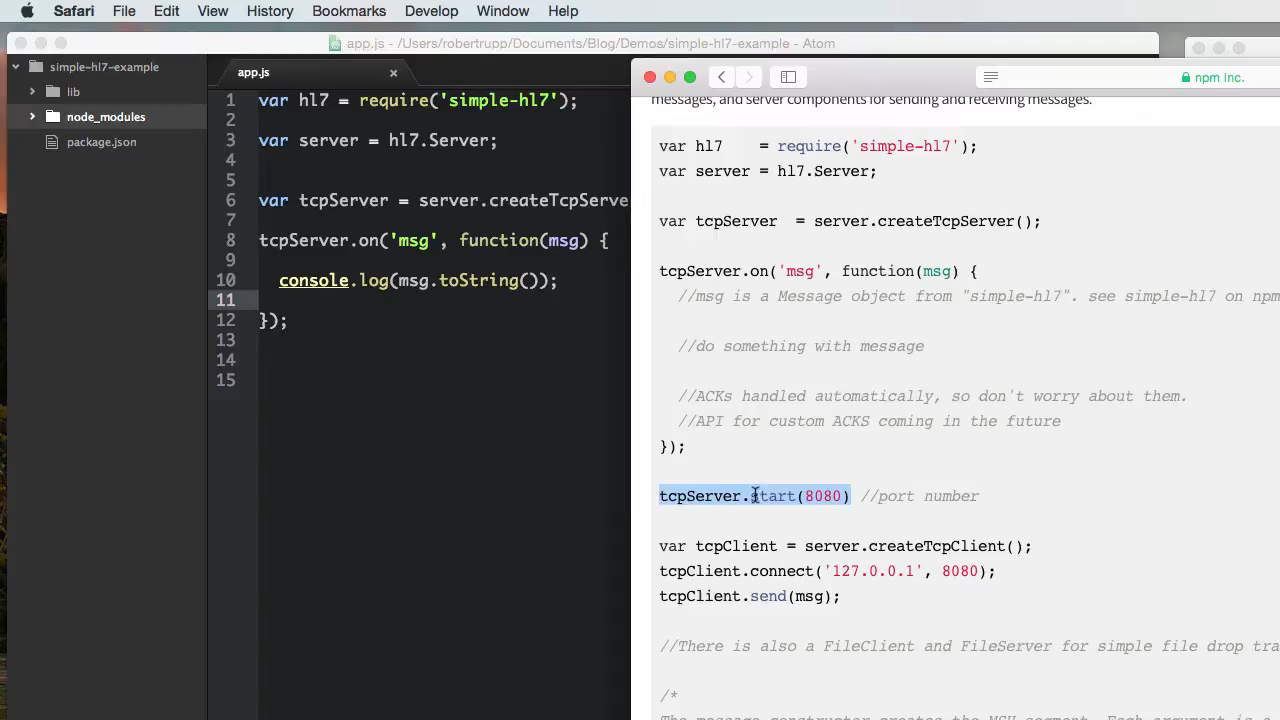 Safari File Edit View History Bookmarks Develop Window Help
app.js - /Users/robertrupp/Documents/Blog/Demos/simple-hl7-example - Atom
simple-hl7-example
lib
node_modules
package.json
app.js
1 var hl7 = require('simple-hl7');
2
3 var server = hl7.Server;
4
5
6 var tcpServer = server.createTcpServe
7
8 tcpServer.on('msg', function(msg) {
9
10 console.log(msg.toString());
11
12 });
13
14
15
npm Inc.
messages, and server components for sending and receiving messages.
var hl7 = require('simple-hl7');
var server = hl7.Server;
var tcpServer = server.createTcpServer();
tcpServer.on('msg', function(msg) {
//msg is a Message object from "simple-hl7". see simple-hl7 on npm
//do something with message
//ACKs handled automatically, so don't worry about them.
//API for custom ACKS coming in the future
});
tcpServer.start(8080) //port number
var tcpClient = server.createTcpClient();
tcpClient.connect('127.0.0.1', 8080);
tcpClient.send(msg);
//There is also a FileClient and FileServer for simple file drop tra
/*